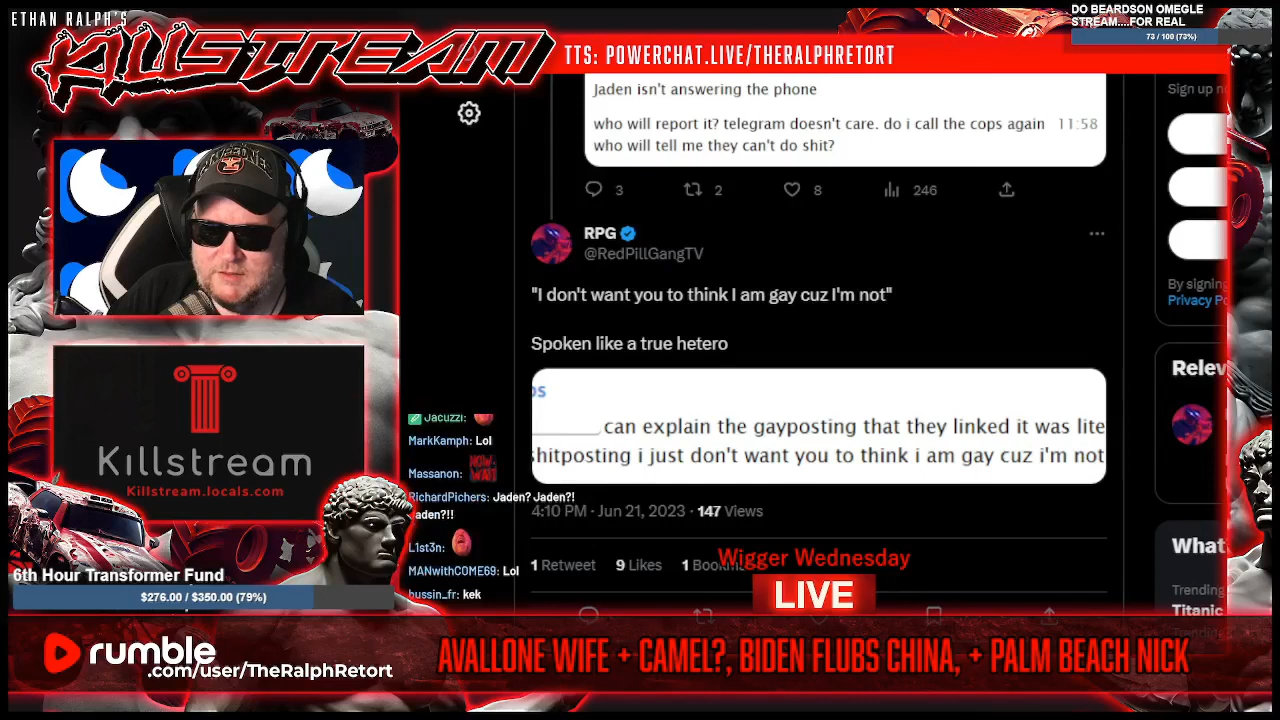 ETHAN RALPH'S
KILLSTREAM
TTS: POWERCHAT.LIVE/THERALPHRETORT
DO BEARDSON OMEGLE
STREAM....FOR REAL
73 / 100 (73%)
Jaden isn't answering the phone
who will report it? telegram doesn't care. do i call the cops again 11:58
who will tell me they can't do shit?
3 2 8 246
RPG
@RedPillGangTV
"I don't want you to think I am gay cuz I'm not"
Spoken like a true hetero
can explain the gayposting that they linked it was lite
hitposting i just don't want you to think i am gay cuz i'm not
4:10 PM · Jun 21, 2023 · 147 Views
1 Retweet 9 Likes 1 Bookm
Sign up
By signing
Privacy
Relev
What
Trending
Titanic
Trending
Killstream
Killstream.locals.com
Jacuzzi:
MarkKamph: Lol
Massanon: NOW WAIT
RichardPichers: Jaden? Jaden?!
aden?!!
L1st3n:
MANwithCOME69: Lol
hussin_fr: kek
Wigger Wednesday
LIVE
6th Hour Transformer Fund
$276.00 / $350.00 (79%)
rumble
.com/user/TheRalphRetort
AVALLONE WIFE + CAMEL?, BIDEN FLUBS CHINA, + PALM BEACH NICK